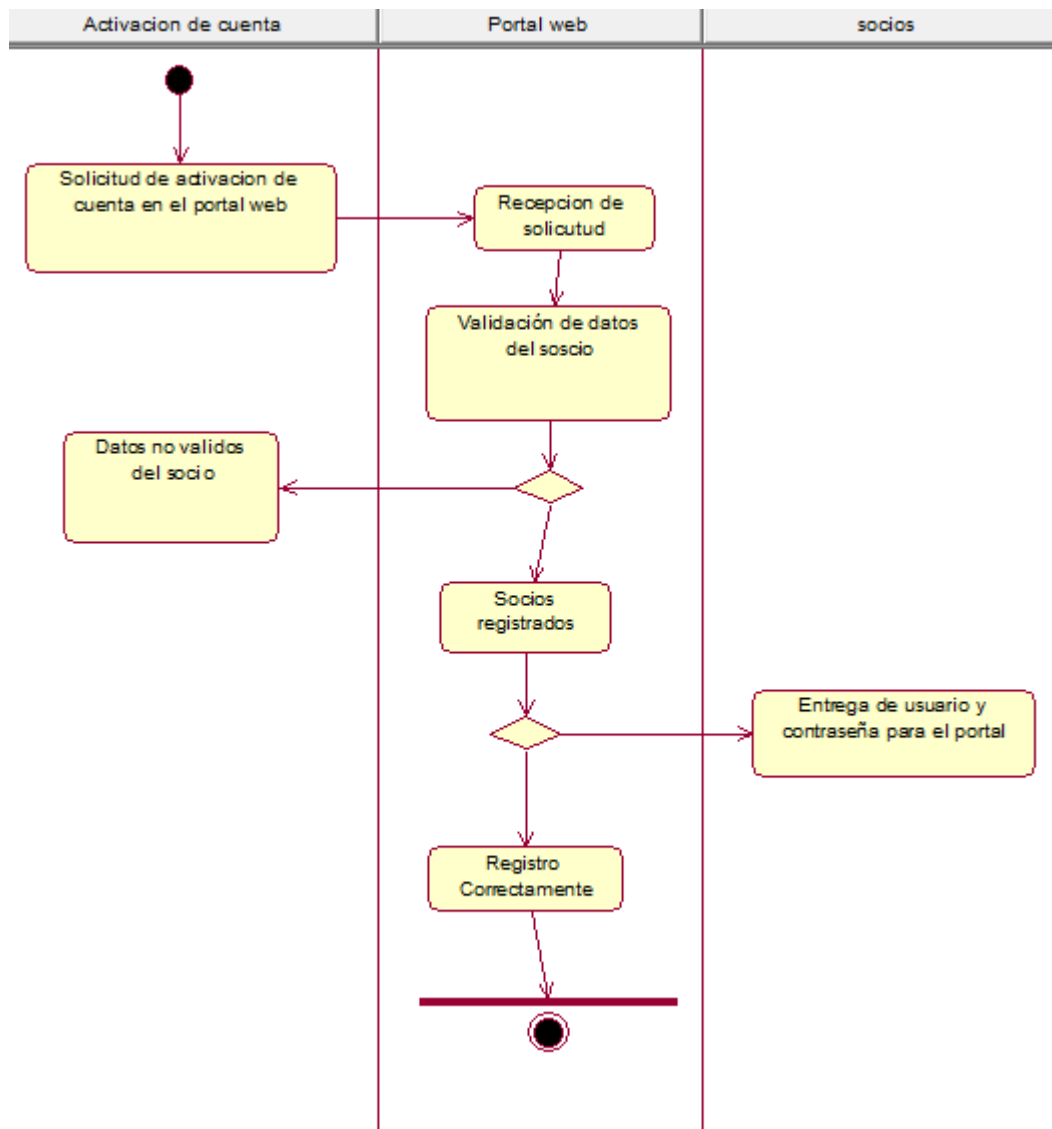 Activacion de cuenta
Portal web
socios
Solicitud de activacion de
cuenta en el portal web
Recepcion de
solicutud
Validación de datos
del soscio
Datos no validos
del socio
Socios
registrados
Entrega de usuario y
contraseña para el portal
Registro
Correctamente